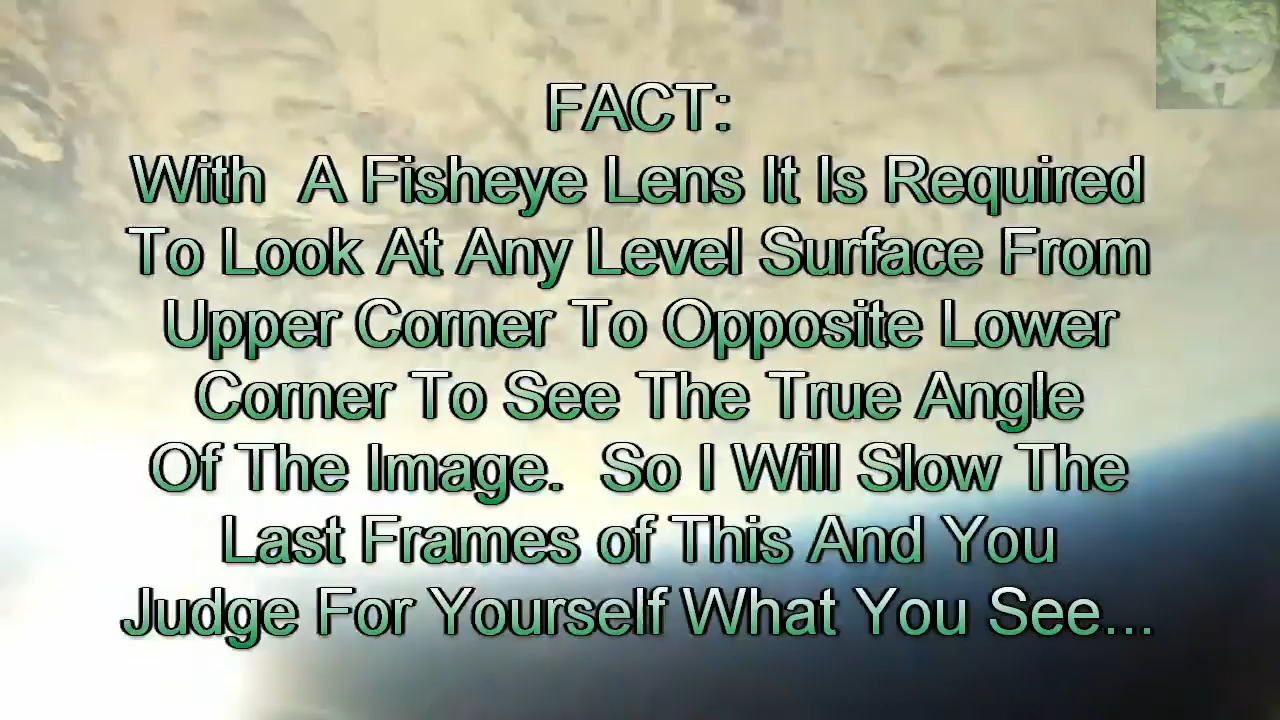 FACT:
With A Fisheye Lens It Is Required
To Look At Any Level Surface From
Upper Corner To Opposite Lower
Corner To See The True Angle
Of The Image. So I Will Slow The
Last Frames of This And You
Judge For Yourself What You See...